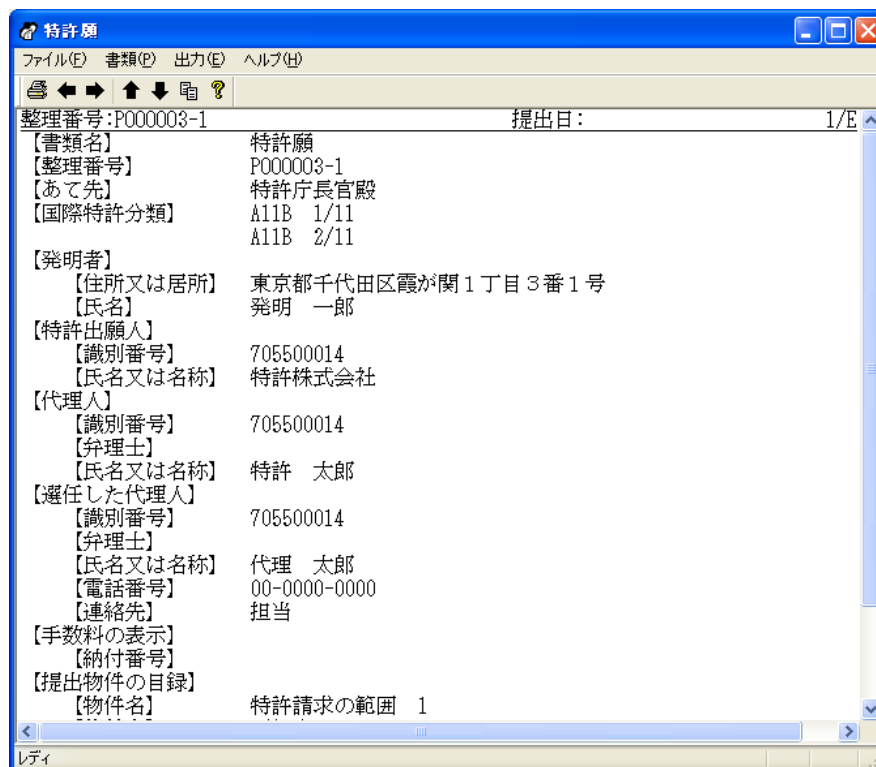 特許願
ファイル(F) 書類(P) 出力(E) ヘルプ(H)
整理番号:P000003-1 提出日: 1/E
【書類名】 特許願
【整理番号】 P000003-1
【あて先】 特許庁長官殿
【国際特許分類】 A11B 1/11
A11B 2/11
【発明者】
【住所又は居所】 東京都千代田区霞が関1丁目3番1号
【氏名】 発明 一郎
【特許出願人】
【識別番号】 705500014
【氏名又は名称】 特許株式会社
【代理人】
【識別番号】 705500014
【弁理士】
【氏名又は名称】 特許 太郎
【選任した代理人】
【識別番号】 705500014
【弁理士】
【氏名又は名称】 代理 太郎
【電話番号】 00-0000-0000
【連絡先】 担当
【手数料の表示】
【納付番号】
【提出物件の目録】
【物件名】 特許請求の範囲 1
レディ